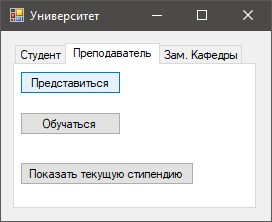 Университет
Студент Преподаватель Зам. Кафедры
Представиться
Обучаться
Показать текущую стипендию